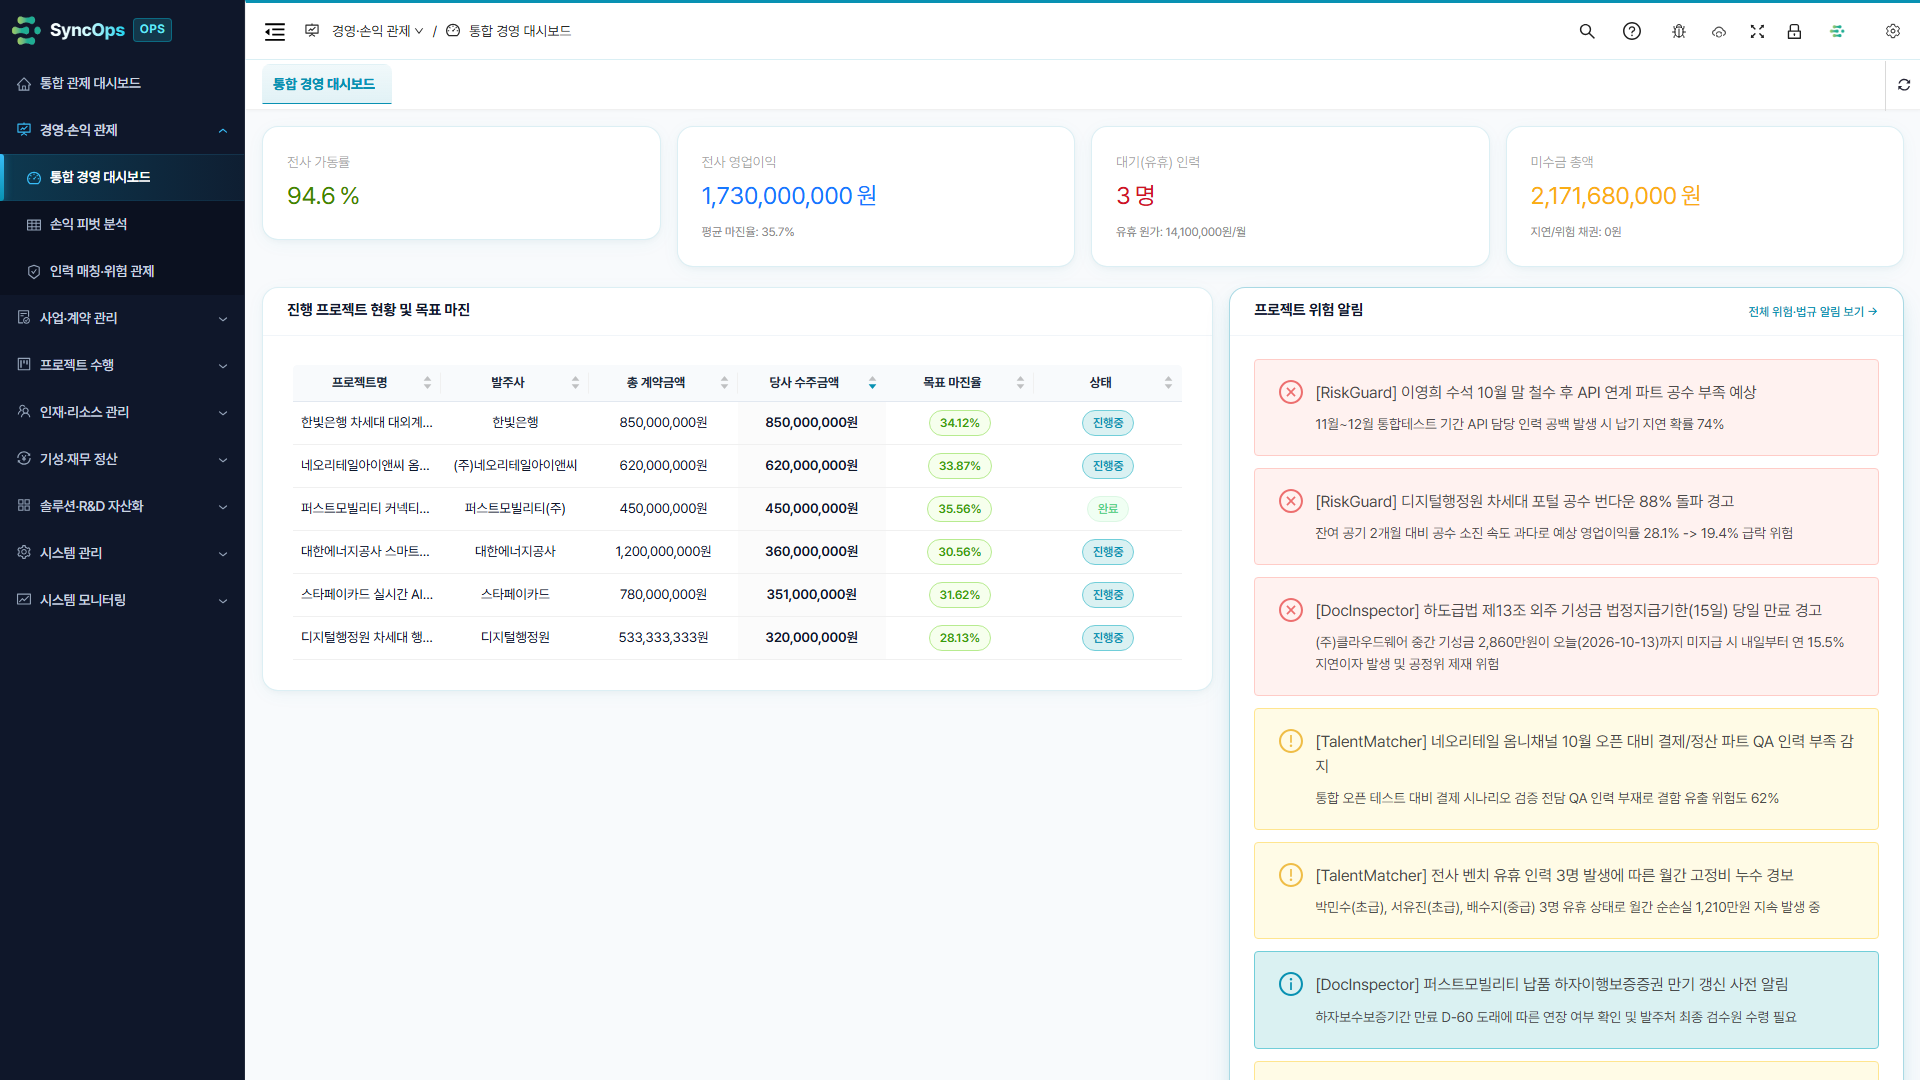 SyncOps OPS
통합 관제 대시보드
경영·손익 관제
통합 경영 대시보드
손익 피벗 분석
인력 매칭·위험 관제
사업·계약 관리
프로젝트 수행
인재·리소스 관리
기성·재무 정산
솔루션·R&D 자산화
시스템 관리
시스템 모니터링
경영·손익 관제 / 통합 경영 대시보드
통합 경영 대시보드
전사 가동률
94.6 %
전사 영업이익
1,730,000,000 원
평균 마진율: 35.7%
대기(유휴) 인력
3 명
유휴 원가: 14,100,000원/월
미수금 총액
2,171,680,000 원
지연/위험 채권: 0원
진행 프로젝트 현황 및 목표 마진
프로젝트명 발주사 총 계약금액 당사 수주금액 목표 마진율 상태
한빛은행 차세대 대외계... 한빛은행 850,000,000원 850,000,000원 34.12% 진행중
네오리테일아이앤씨 옴... (주)네오리테일아이앤씨 620,000,000원 620,000,000원 33.87% 진행중
퍼스트모빌리티 커넥티... 퍼스트모빌리티(주) 450,000,000원 450,000,000원 35.56% 완료
대한에너지공사 스마트... 대한에너지공사 1,200,000,000원 360,000,000원 30.56% 진행중
스타페이카드 실시간 AI... 스타페이카드 780,000,000원 351,000,000원 31.62% 진행중
디지털행정원 차세대 행... 디지털행정원 533,333,333원 320,000,000원 28.13% 진행중
프로젝트 위험 알림
전체 위험·법규 알림 보기 →
[RiskGuard] 이영희 수석 10월 말 철수 후 API 연계 파트 공수 부족 예상
11월~12월 통합테스트 기간 API 담당 인력 공백 발생 시 납기 지연 확률 74%
[RiskGuard] 디지털행정원 차세대 포털 공수 번다운 88% 돌파 경고
잔여 공기 2개월 대비 공수 소진 속도 과다로 예상 영업이익률 28.1% -> 19.4% 급락 위험
[DocInspector] 하도급법 제13조 외주 기성금 법정지급기한(15일) 당일 만료 경고
(주)클라우드웨어 중간 기성금 2,860만원이 오늘(2026-10-13)까지 미지급 시 내일부터 연 15.5%
지연이자 발생 및 공정위 제재 위험
[TalentMatcher] 네오리테일 옴니채널 10월 오픈 대비 결제/정산 파트 QA 인력 부족 감
지
통합 오픈 테스트 대비 결제 시나리오 검증 전담 QA 인력 부재로 결함 유출 위험도 62%
[TalentMatcher] 전사 벤치 유휴 인력 3명 발생에 따른 월간 고정비 누수 경보
박민수(초급), 서유진(초급), 배수지(중급) 3명 유휴 상태로 월간 순손실 1,210만원 지속 발생 중
[DocInspector] 퍼스트모빌리티 납품 하자이행보증증권 만기 갱신 사전 알림
하자보수보증기간 만료 D-60 도래에 따른 연장 여부 확인 및 발주처 최종 검수원 수령 필요